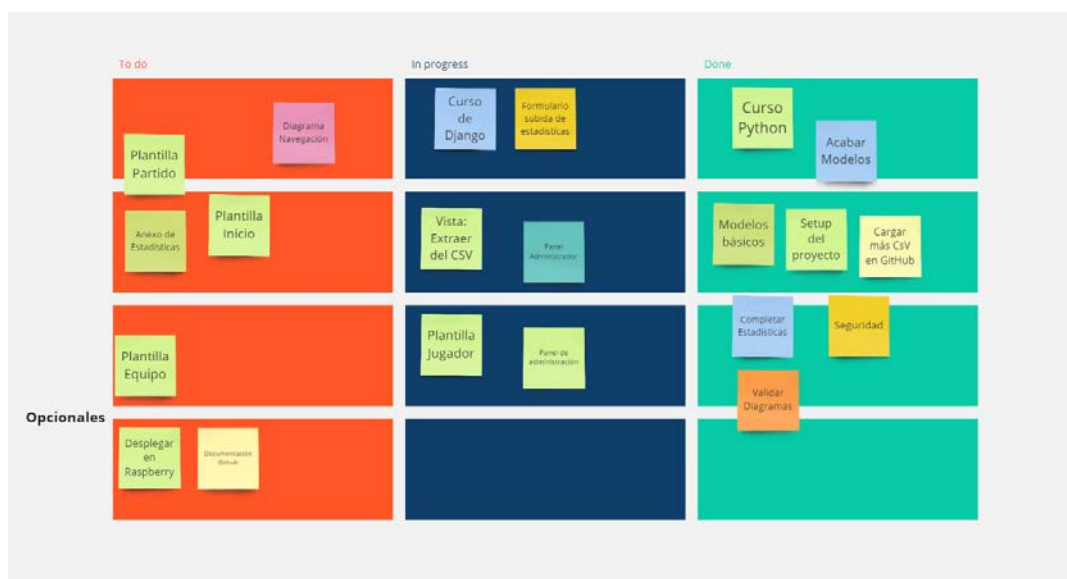 To do
In progress
Done
Diagrama
Navegación
Plantilla
Partido
Curso
de
Django
Formulario
subida de
estadísticas
Curso
Python
Acabar
Modelos
Anexo de
Estadísticas
Plantilla
Inicio
Vista:
Extraer
del CSV
Panel
Administrador
Modelos
básicos
Setup
del
proyecto
Cargar
más CsV
en GitHub
Plantilla
Equipo
Plantilla
Jugador
Panel de
administración
Completar
Estadísticas
Seguridad
Validar
Diagramas
Opcionales
Desplegar
en
Raspberry
Documentación